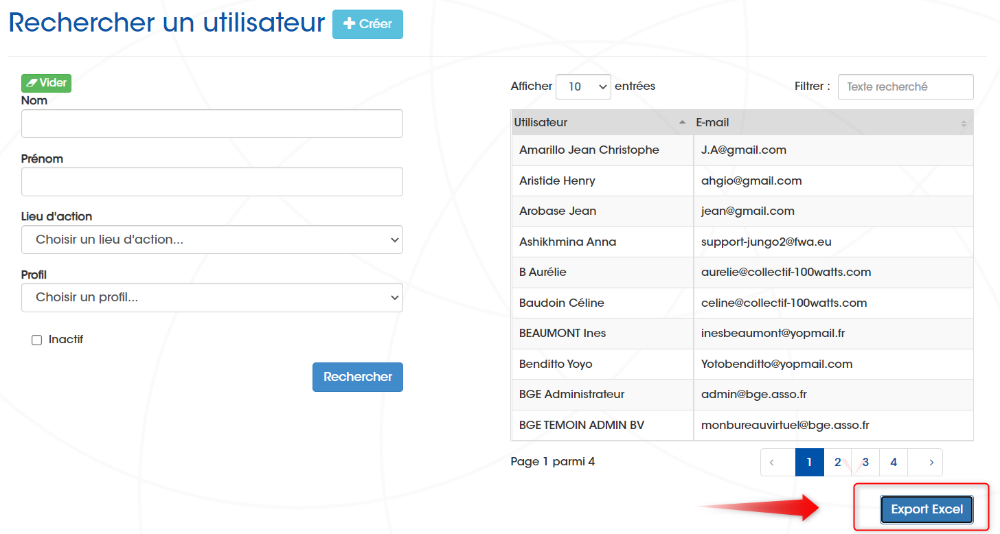 Rechercher un utilisateur
Créer
Vider
Nom
Prénom
Lieu d'action
Choisir un lieu d'action...
Profil
Choisir un profil...
Inactif
Rechercher
Afficher 10 entrées Filtrer : Texte recherché
Utilisateur E-mail
Amarillo Jean Christophe J.A@gmail.com
Aristide Henry ahgio@gmail.com
Arobase Jean jean@gmail.com
Ashikhmina Anna support-jungo2@fwa.eu
B Aurélie aurelie@collectif-100watts.com
Baudoin Céline celine@collectif-100watts.com
BEAUMONT Ines inesbeaumont@yopmail.fr
Benditto Yoyo Yotobenditto@yopmail.com
BGE Administrateur admin@bge.asso.fr
BGE TEMOIN ADMIN BV monbureauvirtuel@bge.asso.fr
Page 1 parmi 4 < 1 2 3 4 >
Export Excel